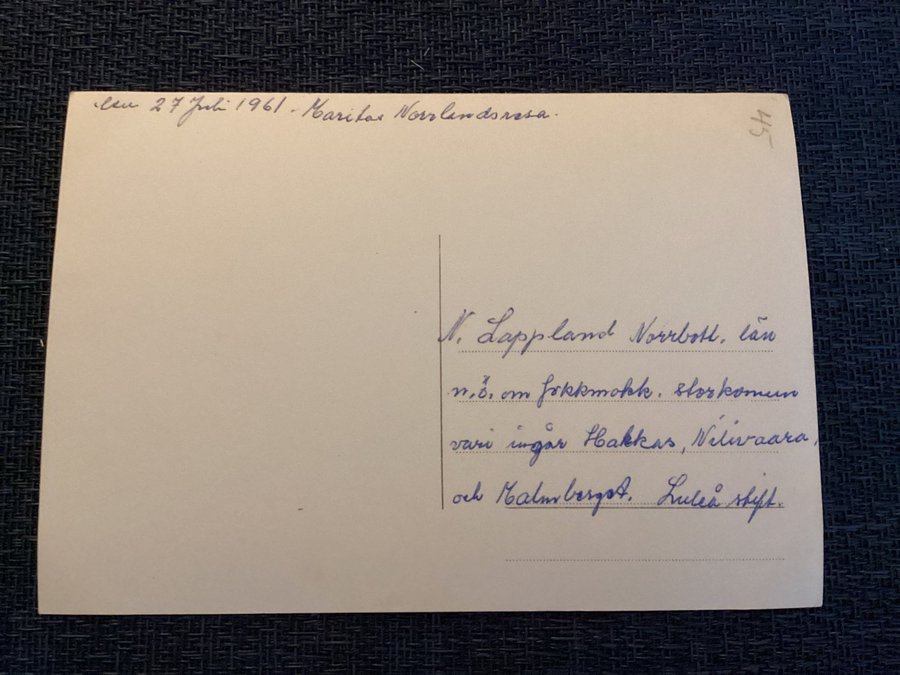 den 27 Juli 1961 - Maritas Norrlandsresa.
45
N. Lappland Norrbott. län
n.ö. om Jokkmokk. storkomun
vari ingår Hakkas, Nilivaara,
och Malmberget. Luleå stift.